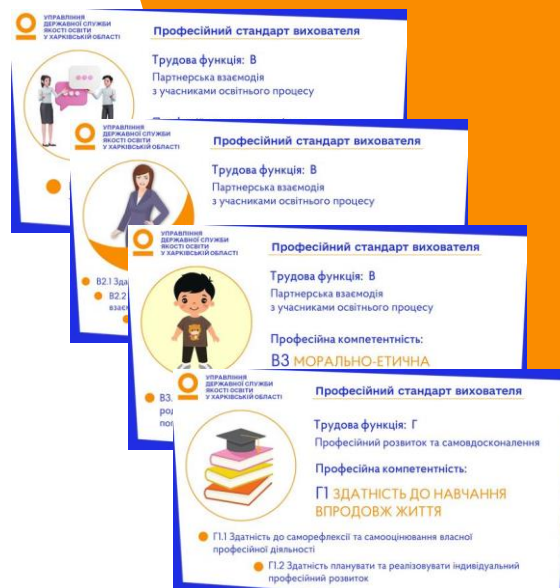 УПРАВЛІННЯ
ДЕРЖАВНОЇ СЛУЖБИ
ЯКОСТІ ОСВІТИ
У ХАРКІВСЬКІЙ ОБЛАСТІ
Професійний стандарт вихователя
Трудова функція: В
Партнерська взаємодія
з учасниками освітнього процесу
УПРАВЛІННЯ
ДЕРЖАВНОЇ СЛУЖБИ
ЯКОСТІ ОСВІТИ
У ХАРКІВСЬКІЙ ОБЛАСТІ
Професійний стандарт вихователя
Трудова функція: В
Партнерська взаємодія
з учасниками освітнього процесу
В2.1
В2.2
УПРАВЛІННЯ
ДЕРЖАВНОЇ СЛУЖБИ
ЯКОСТІ ОСВІТИ
У ХАРКІВСЬКІЙ ОБЛАСТІ
Професійний стандарт вихователя
Трудова функція: В
Партнерська взаємодія
з учасниками освітнього процесу
Професійна компетентність:
В3 МОРАЛЬНО-ЕТИЧНА
В3.
УПРАВЛІННЯ
ДЕРЖАВНОЇ СЛУЖБИ
ЯКОСТІ ОСВІТИ
У ХАРКІВСЬКІЙ ОБЛАСТІ
Професійний стандарт вихователя
Трудова функція: Г
Професійний розвиток та самовдосконалення
Професійна компетентність:
Г1 ЗДАТНІСТЬ ДО НАВЧАННЯ
ВПРОДОВЖ ЖИТТЯ
Г1.1 Здатність до саморефлексії та самооцінювання власної
професійної діяльності
Г1.2 Здатність планувати та реалізовувати індивідуальний
професійний розвиток